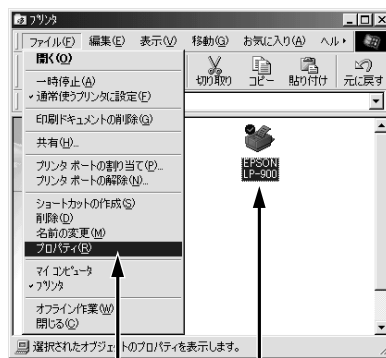 プリンタ
ファイル(F) 編集(E) 表示(V) 移動(G) お気に入り(A) ヘル
開く(O)
一時停止(A)
通常使うプリンタに設定(F)
印刷ドキュメントの削除(G)
共有(H)...
プリンタ ポートの割り当て(P)...
プリンタ ポートの解除(N)...
ショートカットの作成(S)
削除(D)
名前の変更(M)
プロパティ(R)
マイ コンピュータ
プリンタ
オフライン作業(W)
閉じる(C)
切り取り コピー 貼り付け 元に戻す
EPSON
LP-900
選択されたオブジェクトのプロパティを表示します。